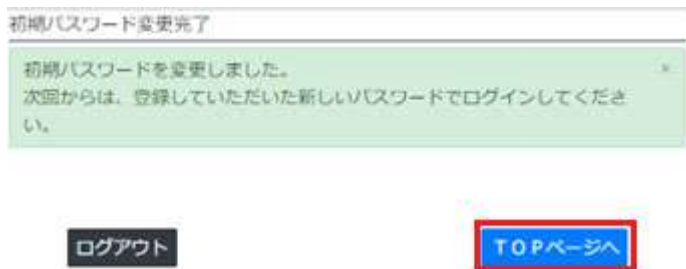 初期パスワード変更完了
初期パスワードを変更しました。
次回からは、登録していただいた新しいパスワードでログインしてくださ
い。
ログアウト
TOPページへ